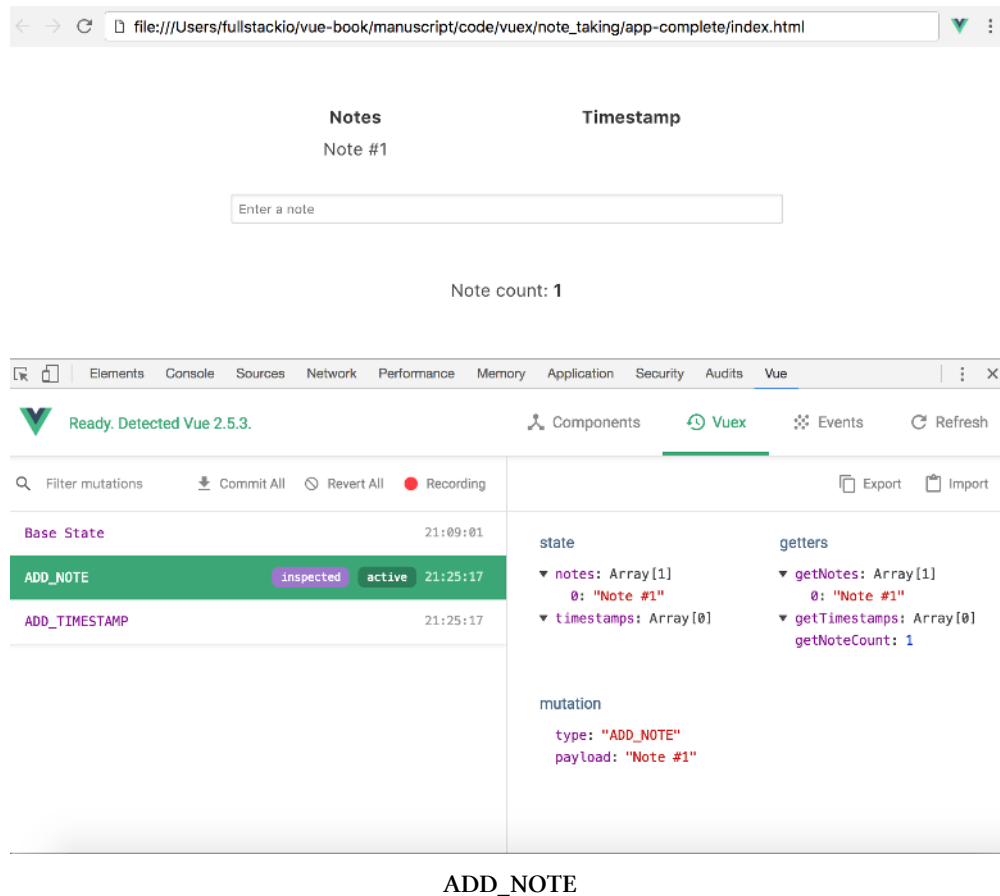 file:///Users/fullstackio/vue-book/manuscript/code/vuex/note_taking/app-complete/index.html
Notes Timestamp
Note #1
Enter a note
Note count: 1
Elements Console Sources Network Performance Memory Application Security Audits Vue
Ready. Detected Vue 2.5.3. Components Vuex Events Refresh
Filter mutations Commit All Revert All Recording Export Import
Base State 21:09:01
ADD_NOTE inspected active 21:25:17
ADD_TIMESTAMP 21:25:17
state getters
notes: Array[1] getNotes: Array[1]
0: "Note #1" 0: "Note #1"
timestamps: Array[0] getTimestamps: Array[0]
getNoteCount: 1
mutation
type: "ADD_NOTE"
payload: "Note #1"
ADD_NOTE